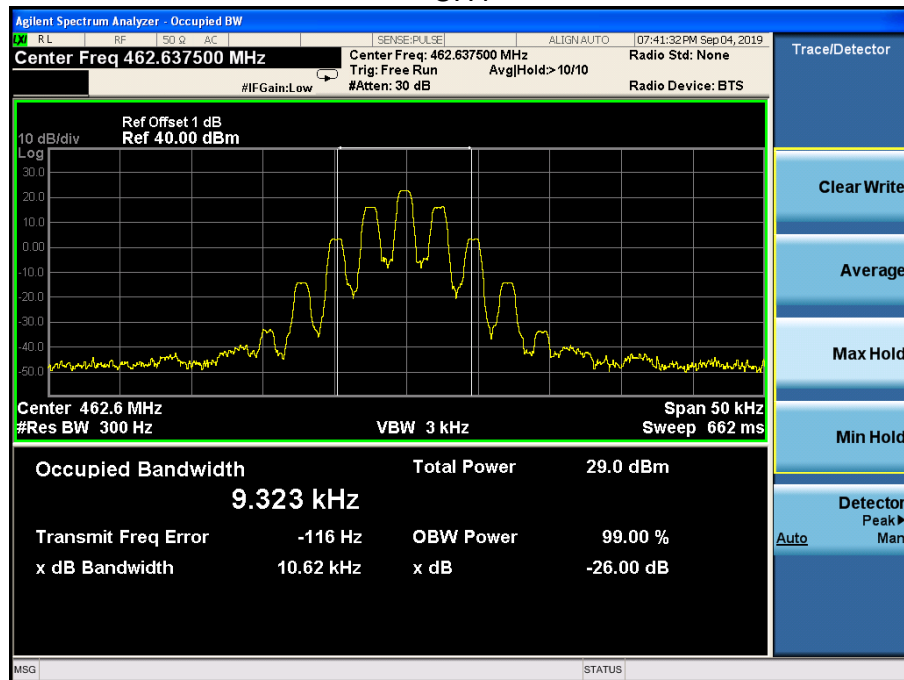 Agilent Spectrum Analyzer - Occupied BW
LXI RL RF 50 Ω AC SENSE:PULSE ALIGN AUTO 07:41:32 PM Sep 04, 2019
Center Freq 462.637500 MHz
Center Freq: 462.637500 MHz Radio Std: None
Trig: Free Run Avg|Hold:>10/10
#IFGain:Low #Atten: 30 dB Radio Device: BTS
Trace/Detector
Ref Offset 1 dB
10 dB/div Ref 40.00 dBm
Log
30.0
20.0
10.0
0.00
-10.0
-20.0
-30.0
-40.0
-50.0
Center 462.6 MHz Span 50 kHz
#Res BW 300 Hz VBW 3 kHz Sweep 662 ms
Occupied Bandwidth Total Power 29.0 dBm
9.323 kHz
Transmit Freq Error -116 Hz OBW Power 99.00 %
x dB Bandwidth 10.62 kHz x dB -26.00 dB
Clear Write
Average
Max Hold
Min Hold
Detector
Peak▶
Auto Man
MSG STATUS